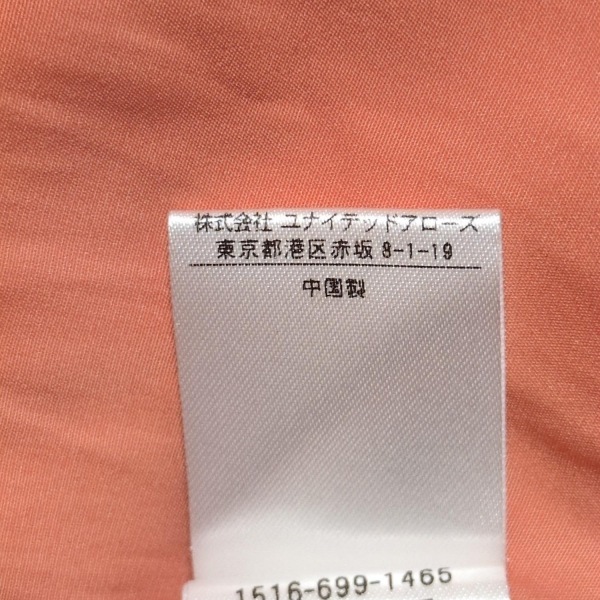 株式会社 ユナイテッドアローズ
東京都港区赤坂 8-1-19
中国製
1516-699-1465